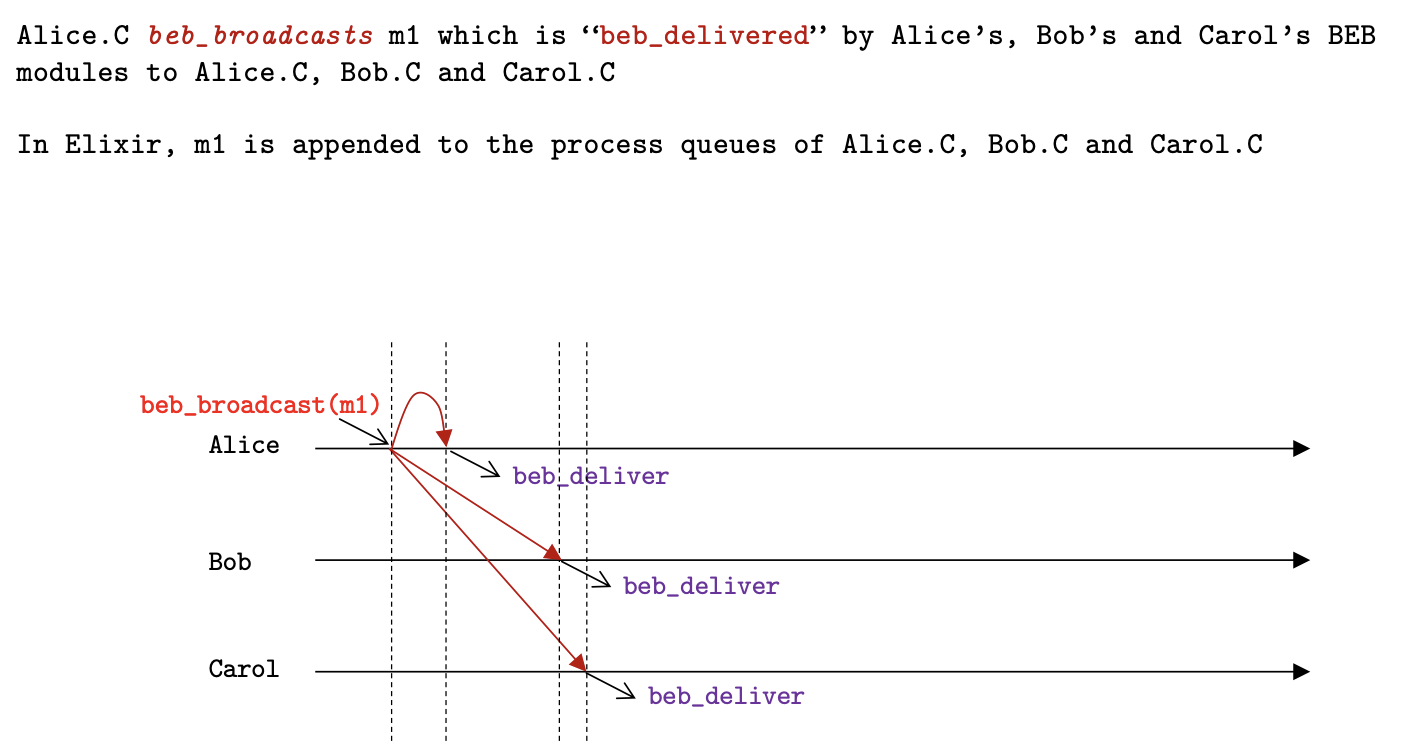 Alice.C beb_broadcasts m1 which is “beb_delivered” by Alice’s, Bob’s and Carol’s BEB
modules to Alice.C, Bob.C and Carol.C
In Elixir, m1 is appended to the process queues of Alice.C, Bob.C and Carol.C
beb_broadcast(m1)
Alice
beb_deliver
Bob
beb_deliver
Carol
beb_deliver